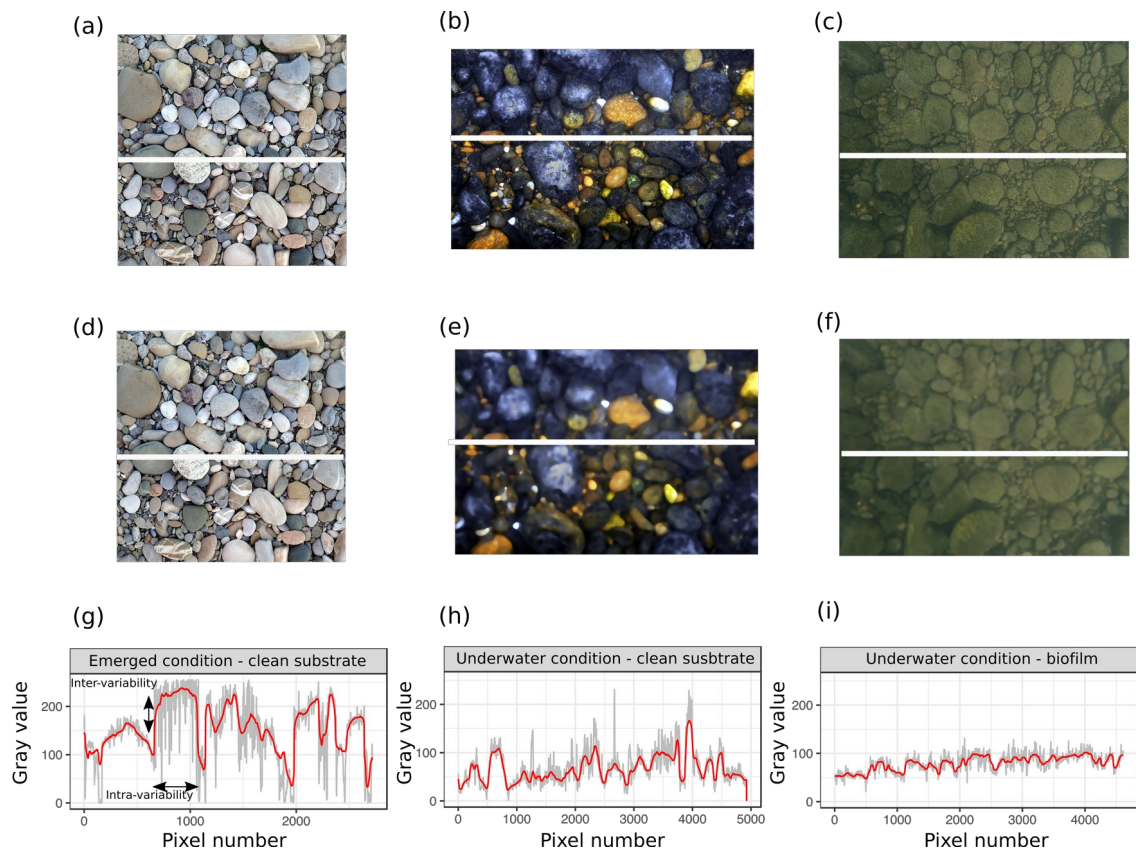 (a)
(b)
(c)
(d)
(e)
(f)
(g)
(h)
(i)
Emerged condition - clean substrate
Inter-variability
Intra-variability
Gray value
200
100
0
0
1000
2000
Pixel number
Underwater condition - clean susbtrate
Gray value
200
100
0
0
1000
2000
3000
4000
5000
Pixel number
Underwater condition - biofilm
Gray value
200
100
0
0
1000
2000
3000
4000
Pixel number